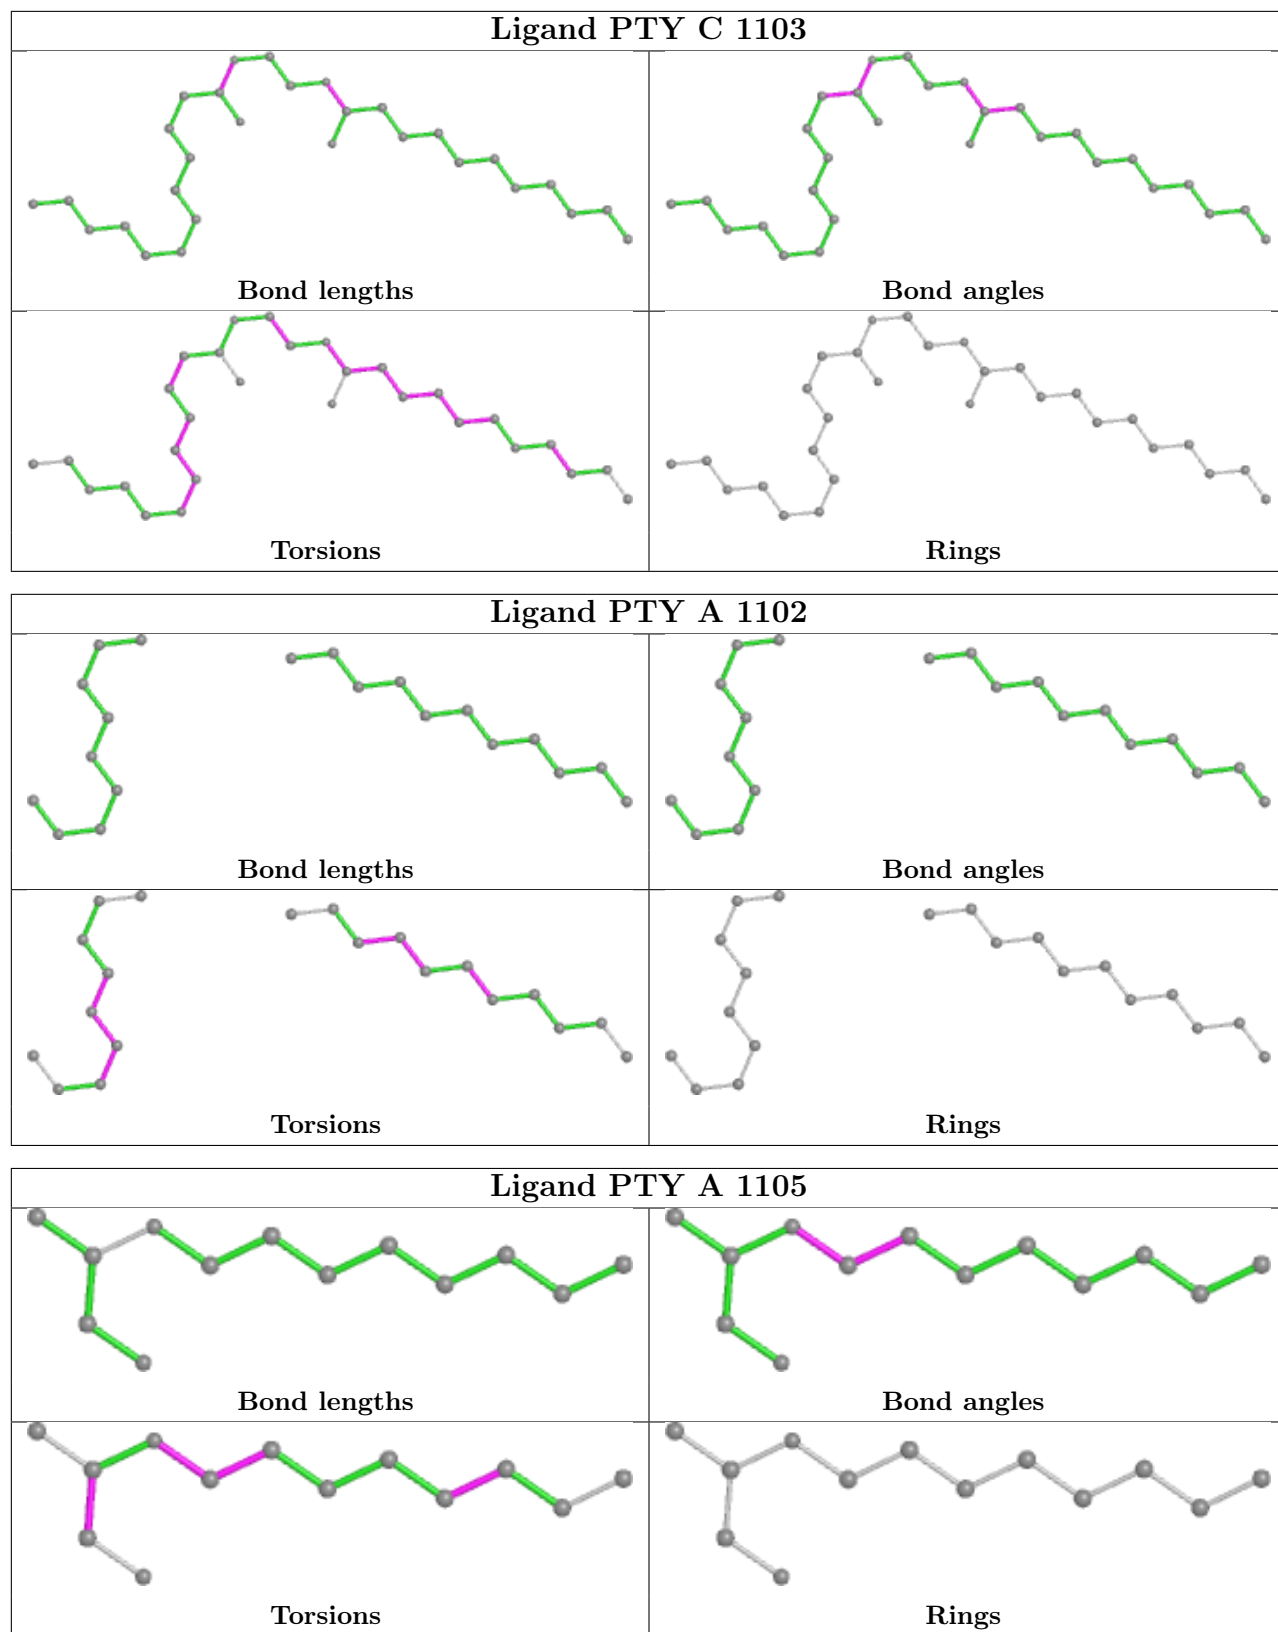 Ligand PTY C 1103
Bond lengths
Bond angles
Torsions
Rings
Ligand PTY A 1102
Bond lengths
Bond angles
Torsions
Rings
Ligand PTY A 1105
Bond lengths
Bond angles
Torsions
Rings